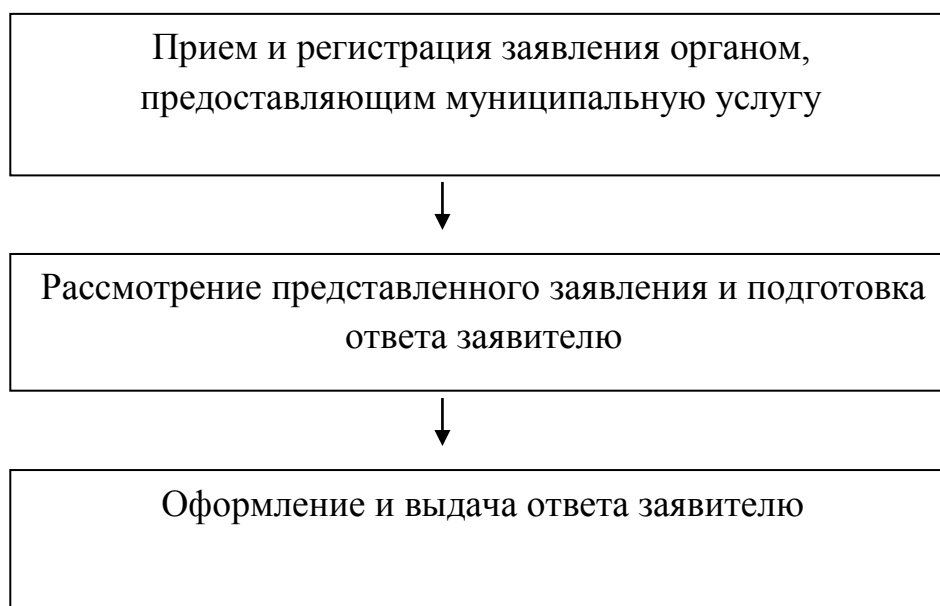 Прием и регистрация заявления органом,
предоставляющим муниципальную услугу
Рассмотрение представленного заявления и подготовка
ответа заявителю
Оформление и выдача ответа заявителю